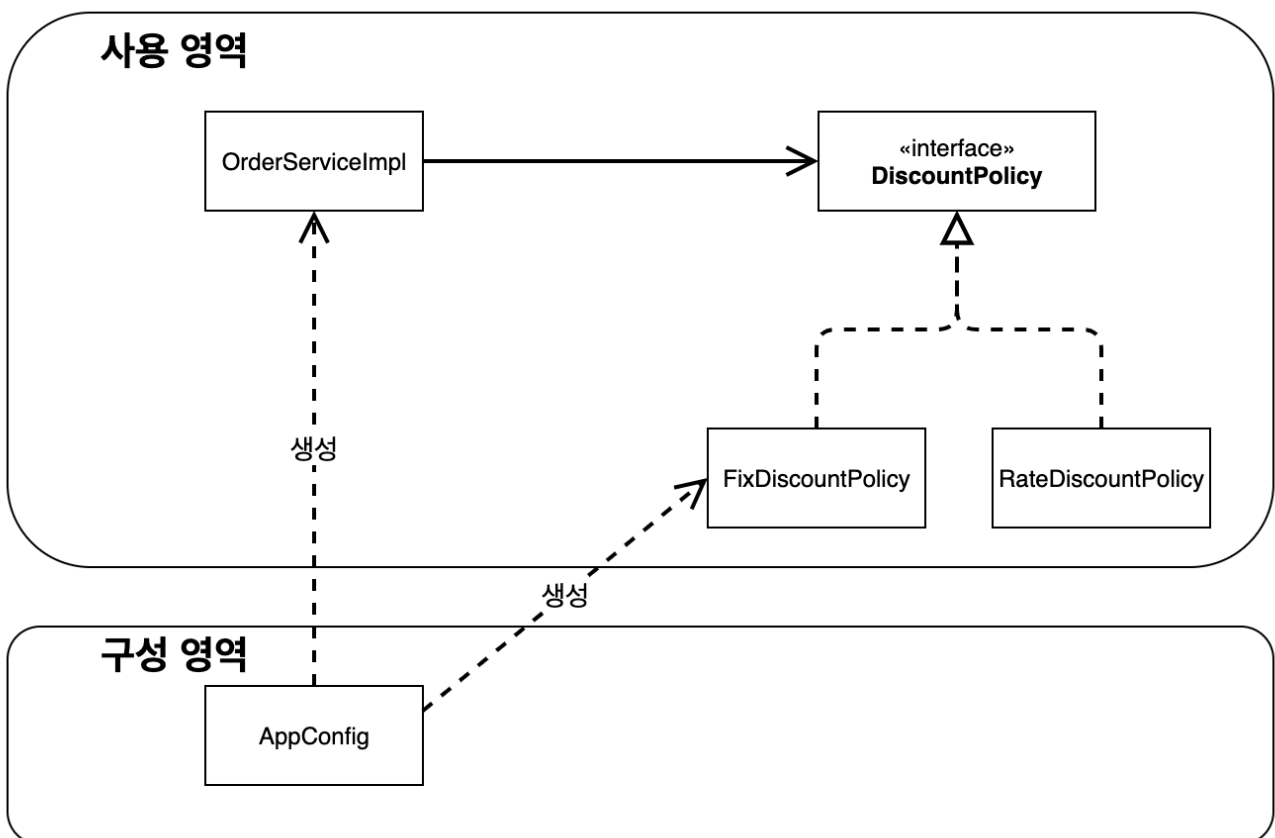 사용 영역
OrderServiceImpl
«interface»
DiscountPolicy
생성
FixDiscountPolicy
RateDiscountPolicy
생성
구성 영역
AppConfig